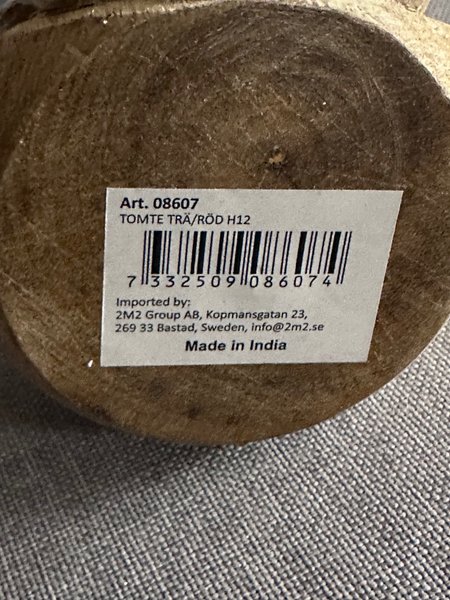 Art. 08607
TOMTE TRÄ/RÖD H12
7 332509 086074
Imported by:
2M2 Group AB, Kopmansgatan 23,
269 33 Bastad, Sweden, info@2m2.se
Made in India